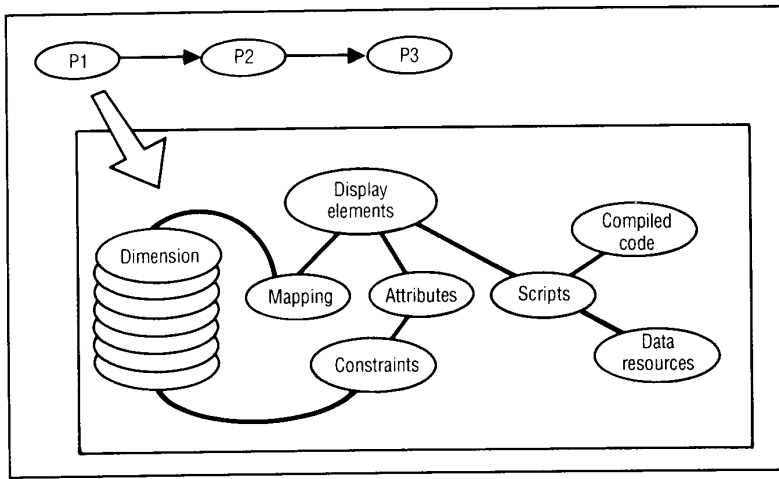 P1
P2
P3
Display
elements
Compiled
code
Dimension
Mapping
Attributes
Scripts
Constraints
Data
resources